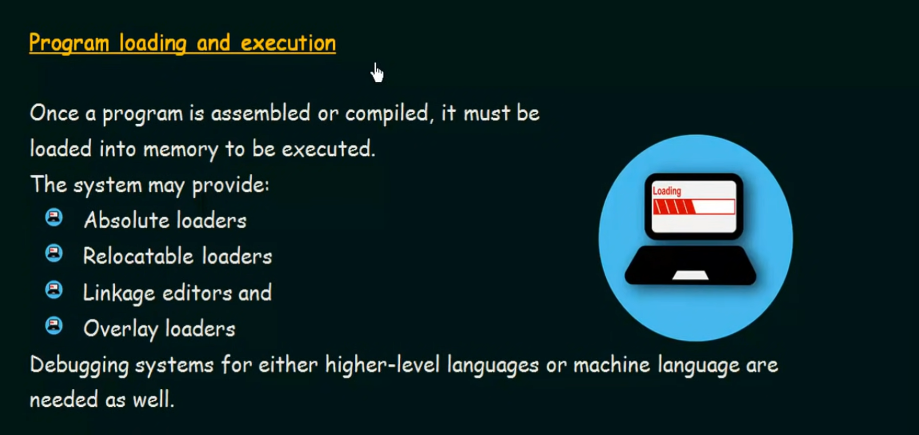 Program loading and execution
Once a program is assembled or compiled, it must be
loaded into memory to be executed.
The system may provide:
Absolute loaders
Relocatable loaders
Linkage editors and
Overlay loaders
Loading
Debugging systems for either higher-level languages or machine language are
needed as well.